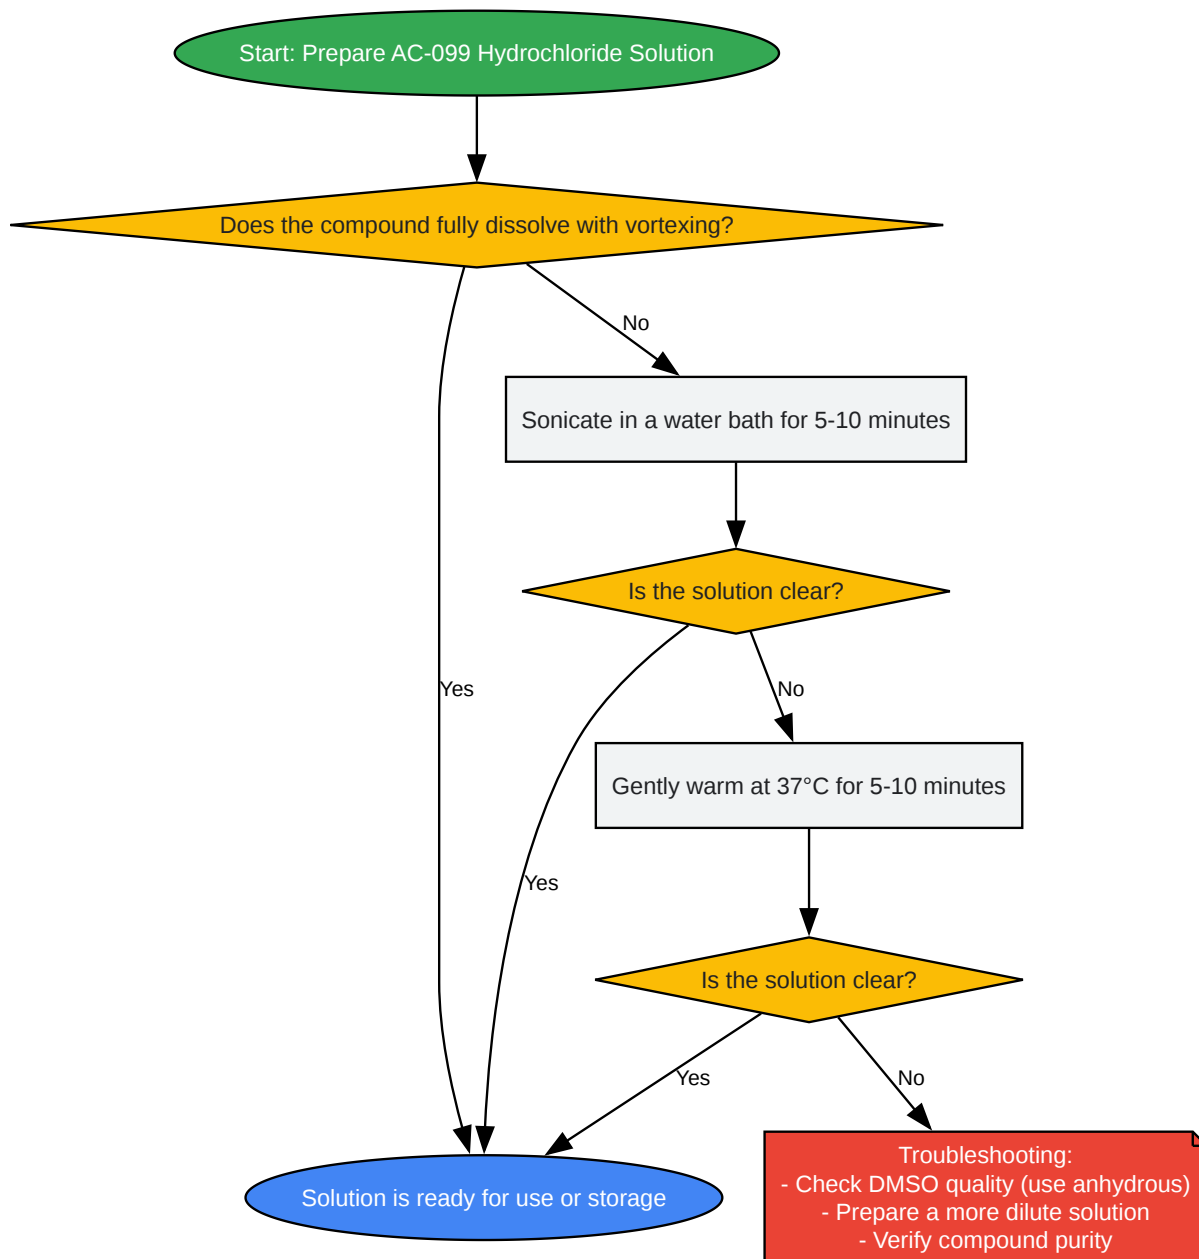 Start: Prepare AC-099 Hydrochloride Solution
Does the compound fully dissolve with vortexing?
No
Sonicate in a water bath for 5-10 minutes
Is the solution clear?
Yes
No
Gently warm at 37°C for 5-10 minutes
Yes
Is the solution clear?
Yes
No
Solution is ready for use or storage
Troubleshooting:
- Check DMSO quality (use anhydrous)
- Prepare a more dilute solution
- Verify compound purity